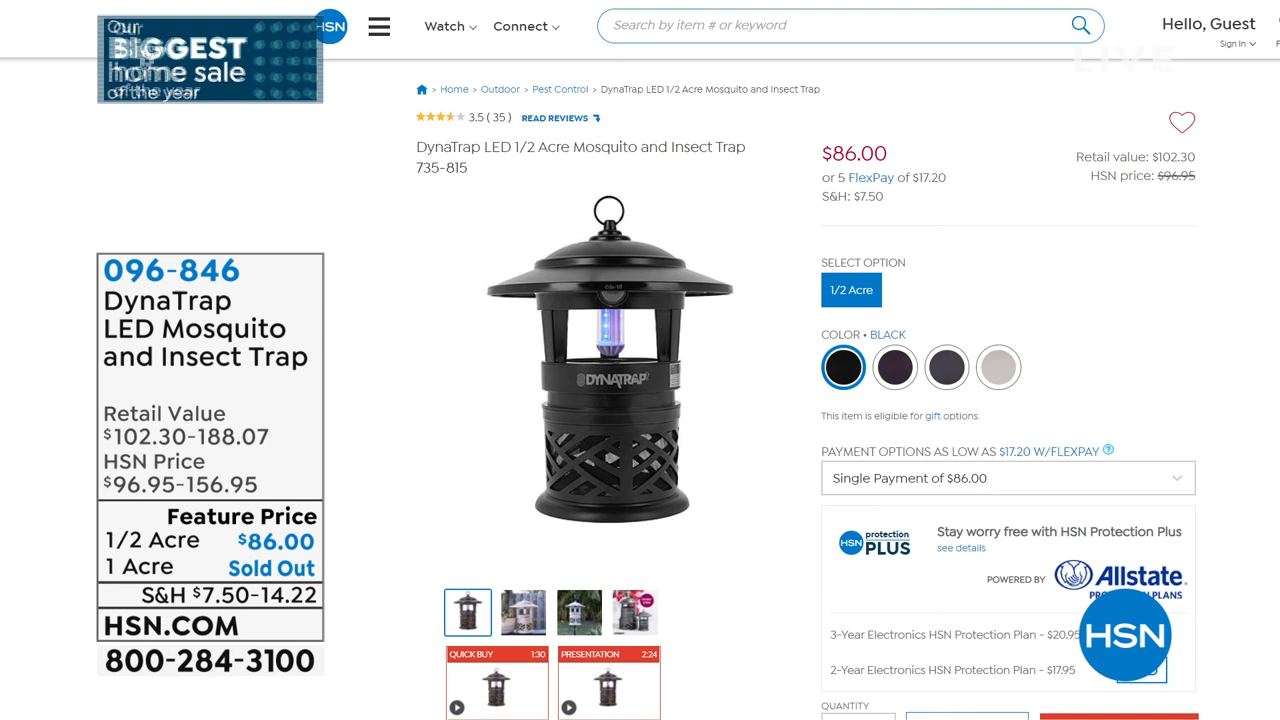 Our
BIGGEST
home sale
of the year
HSN
Watch
Connect
Search by item # or keyword
Hello, Guest
Sign In
LIVE
> Home > Outdoor > Pest Control > DynaTrap LED 1/2 Acre Mosquito and Insect Trap
3.5 ( 35 ) READ REVIEWS
DynaTrap LED 1/2 Acre Mosquito and Insect Trap
735-815
$86.00
or 5 FlexPay of $17.20
S&H: $7.50
Retail value: $102.30
HSN price: $96.95
SELECT OPTION
1/2 Acre
COLOR • BLACK
This item is eligible for gift options.
PAYMENT OPTIONS AS LOW AS $17.20 W/FLEXPAY ?
Single Payment of $86.00
HSN protection PLUS
Stay worry free with HSN Protection Plus
see details
POWERED BY Allstate
3-Year Electronics HSN Protection Plan - $20.95
2-Year Electronics HSN Protection Plan - $17.95
HSN
QUANTITY
DYNATRAP
QUICK BUY 1:30
PRESENTATION 2:24
096-846
DynaTrap
LED Mosquito
and Insect Trap
Retail Value
$102.30-188.07
HSN Price
$96.95-156.95
Feature Price
1/2 Acre $86.00
1 Acre Sold Out
S&H $7.50-14.22
HSN.COM
800-284-3100